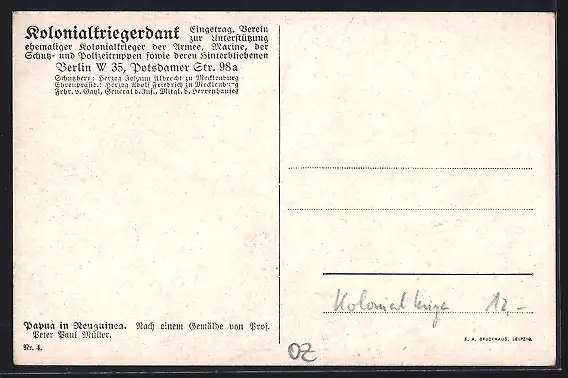 Kolonialkriegerdank Eingetrag. Verein
zur Unterstützung
ehemaliger Kolonialkrieger der Armee, Marine, der
Schutz- und Polizeitruppen sowie deren Hinterbliebenen
Berlin W 35, Potsdamer Str. 98a
Schutzherr: Herzog Johann Albrecht zu Mecklenburg
Ehrenpräsid.: Herzog Adolf Friedrich zu Mecklenburg
Frhr. v. Gayl, General d. Inf., Mitgl. d. Herrenhauses
Kolonialkriege 12,-
Papua in Neuguinea. Nach einem Gemälde von Prof.
Peter Paul Müller.
Nr. 4.
OZ
F. A. BROCKHAUS, LEIPZIG.